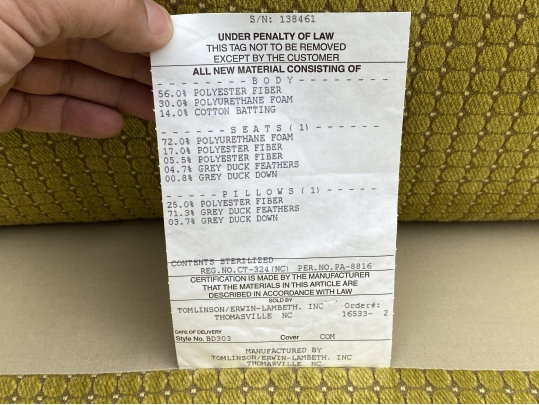 S/N: 138461
UNDER PENALTY OF LAW
THIS TAG NOT TO BE REMOVED
EXCEPT BY THE CUSTOMER
ALL NEW MATERIAL CONSISTING OF
- - - - - - - - - B O D Y - - - - - - - -
56.0% POLYESTER FIBER
30.0% POLYURETHANE FOAM
14.0% COTTON BATTING
- - - - - - - S E A T S ( 1 ) - - - - - -
72.0% POLYURETHANE FOAM
17.0% POLYESTER FIBER
05.5% POLYESTER FIBER
04.7% GREY DUCK FEATHERS
00.8% GREY DUCK DOWN
- - - - - - P I L L O W S ( 1 ) - - - - -
25.0% POLYESTER FIBER
71.3% GREY DUCK FEATHERS
03.7% GREY DUCK DOWN
CONTENTS STERILIZED
REG.NO.CT-324(NC) PER.NO.PA-8816
CERTIFICATION IS MADE BY THE MANUFACTURER
THAT THE MATERIALS IN THIS ARTICLE ARE
DESCRIBED IN ACCORDANCE WITH LAW
SOLD BY
TOMLINSON/ERWIN-LAMBETH, INC Order#:
THOMASVILLE NC 16533- 2
DATE OF DELIVERY
Style No. BD303 Cover COM
MANUFACTURED BY
TOMLINSON/ERWIN-LAMBETH, INC
THOMASVILLE NC